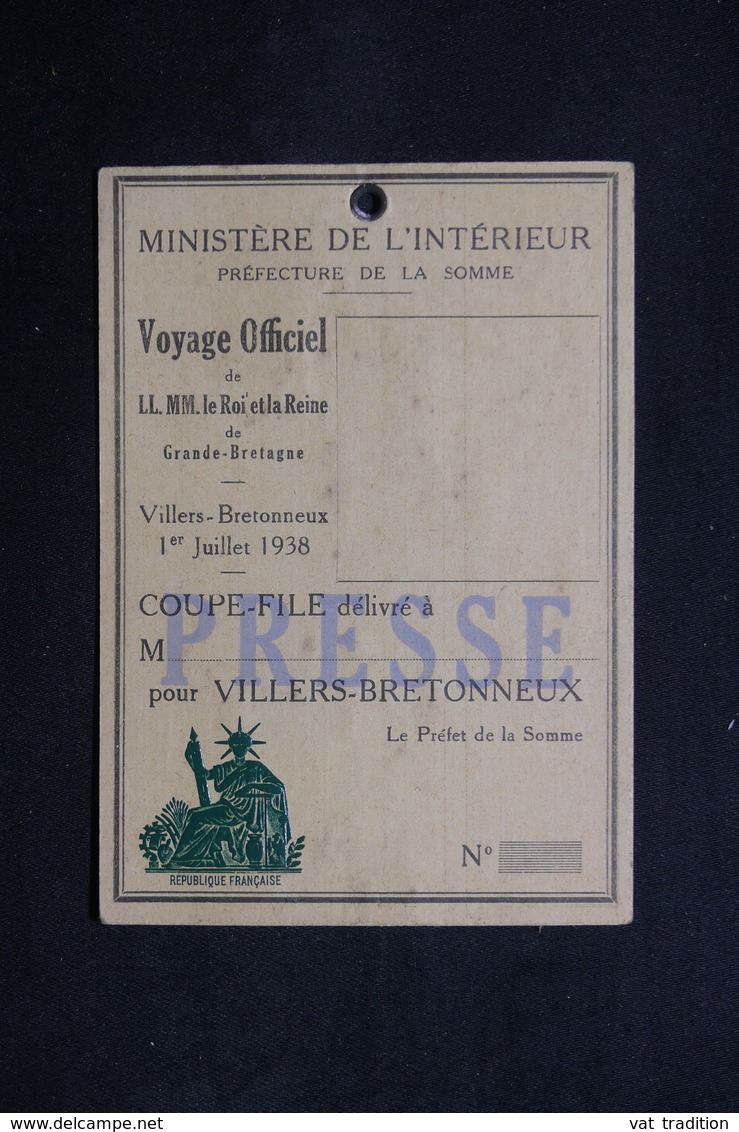 MINISTÈRE DE L'INTÉRIEUR
PRÉFECTURE DE LA SOMME
Voyage Officiel
de
LL. MM. le Roi et la Reine
de
Grande-Bretagne
Villers-Bretonneux
1er Juillet 1938
COUPE-FILE délivré à
PRESSE
M
pour VILLERS-BRETONNEUX
Le Préfet de la Somme
Nº
RÉPUBLIQUE FRANÇAISE
www.delcampe.net
vat tradition